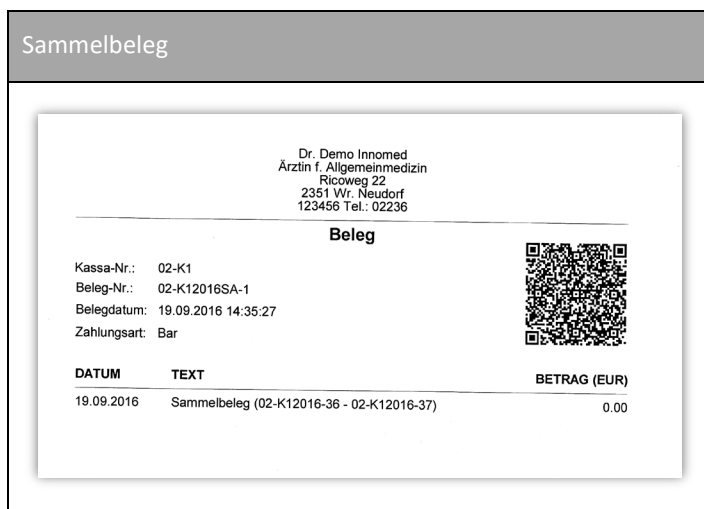 Sammelbeleg
Dr. Demo Innomed
Ärztin f. Allgemeinmedizin
Ricoweg 22
2351 Wr. Neudorf
123456 Tel.: 02236
Beleg
Kassa-Nr.: 02-K1
Beleg-Nr.: 02-K12016SA-1
Belegdatum: 19.09.2016 14:35:27
Zahlungsart: Bar
DATUM TEXT BETRAG (EUR)
19.09.2016 Sammelbeleg (02-K12016-36 - 02-K12016-37) 0.00